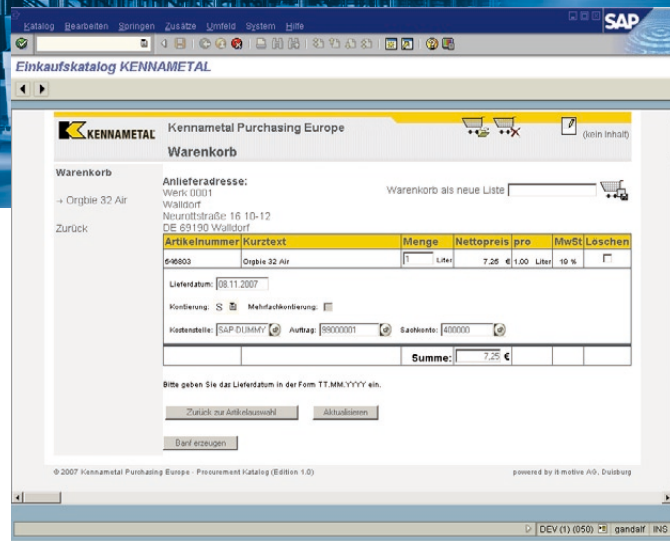 Katalog Bearbeiten Springen Zusätze Umfeld System Hilfe
SAP
Einkaufskatalog KENNAMETAL
KENNAMETAL
Kennametal Purchasing Europe
(kein Inhalt)
Warenkorb
Warenkorb
→ Orgbie 32 Air
Zurück
Anlieferadresse:
Werk 0001
Walldorf
Neurottstraße 16 10-12
DE 69190 Walldorf
Warenkorb als neue Liste
Artikelnummer Kurztext Menge Nettopreis pro MwSt Löschen
646803 Orgbie 32 Air 1 Liter 7.25 € 1.00 Liter 19 %
Lieferdatum: 08.11.2007
Kontierung: S Mehrfachkontierung:
Kostenstelle: SAP-DUMMY Auftrag: 99000001 Sachkonto: 400000
Summe: 7.25 €
Bitte geben Sie das Lieferdatum in der Form TT.MM.YYYY ein.
Zurück zur Artikelauswahl Aktualisieren
Banf erzeugen
© 2007 Kennametal Purchasing Europe - Procurement Katalog (Edition 1.0)
powered by it-motive AG, Duisburg
DEV (1) (050) gandalf INS